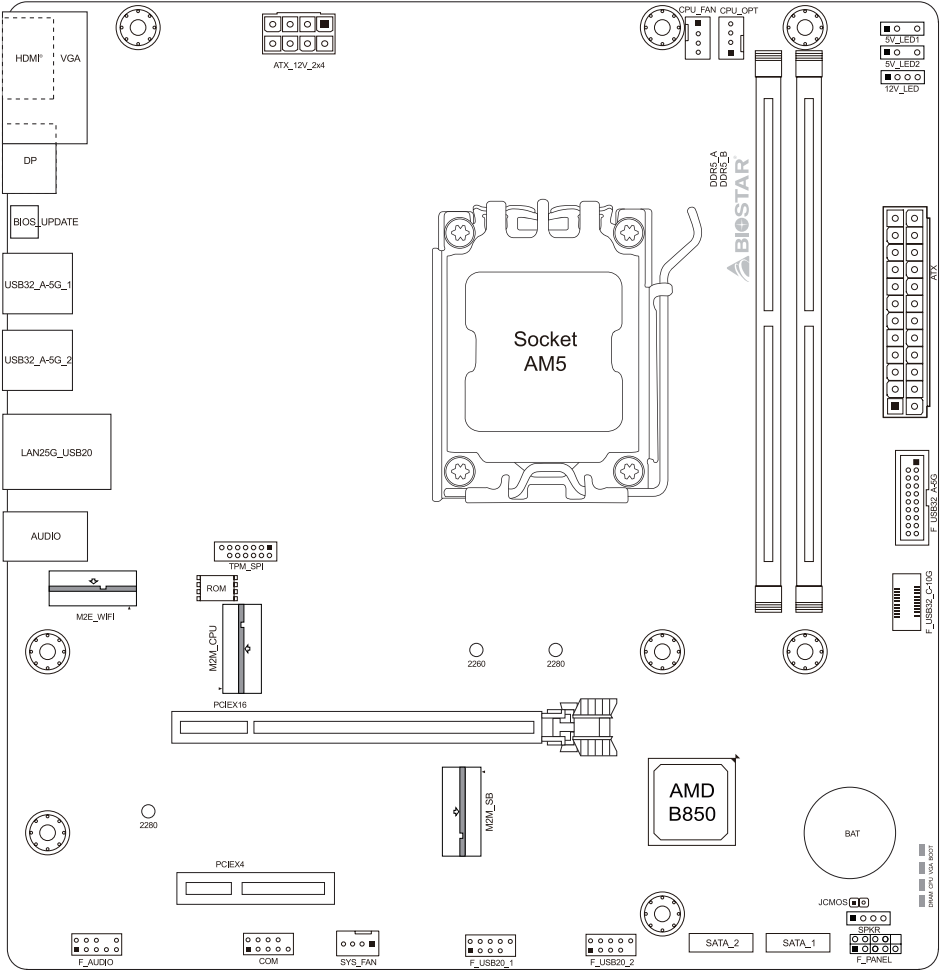 CPU_FAN CPU_OPT
HDMI® VGA
ATX_12V_2x4
5V_LED1
5V_LED2
12V_LED
DP
DDR5_A
DDR5_B
BIOSTAR®
BIOS_UPDATE
ATX
USB32_A-5G_1
Socket
AM5
USB32_A-5G_2
LAN25G_USB20
F_USB32_A-5G
AUDIO
TPM_SPI
ROM
F_USB32_C-10G
M2E_WIFI
M2M_CPU
2260
2280
PCIEX16
M2M_SB
AMD
B850
2280
BAT
PCIEX4
DRAM CPU VGA BOOT
JCMOS
SPKR
SATA_2
SATA_1
F_AUDIO
COM
SYS_FAN
F_USB20_1
F_USB20_2
F_PANEL